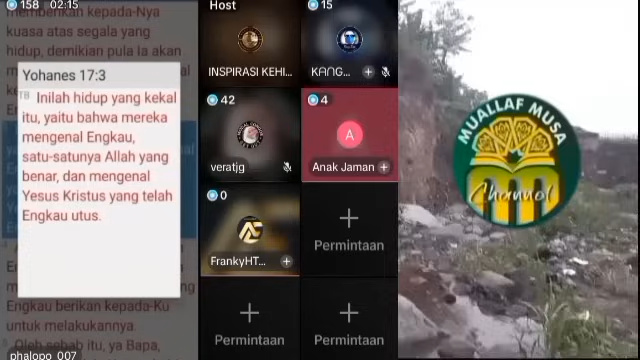 158 02:15
memberikan kepada-Nya
kuasa atas segala yang
hidup, demikian pula Ia akan
Yohanes 17:3
TB Inilah hidup yang kekal
itu, yaitu bahwa mereka
mengenal Engkau,
satu-satunya Allah yang
benar, dan mengenal
Yesus Kristus yang telah
Engkau utus.
Engkau berikan kepada-Ku
untuk melakukannya.
Oleh sebab itu, ya Bapa,
phalopo_007
Host
INSPIRASI KEHI...
15
KANG...
42
veratjg
4
A
Anak Jaman
0
FrankyHT...
Permintaan
Permintaan
Permintaan
MUALLAF MUSA
Channel